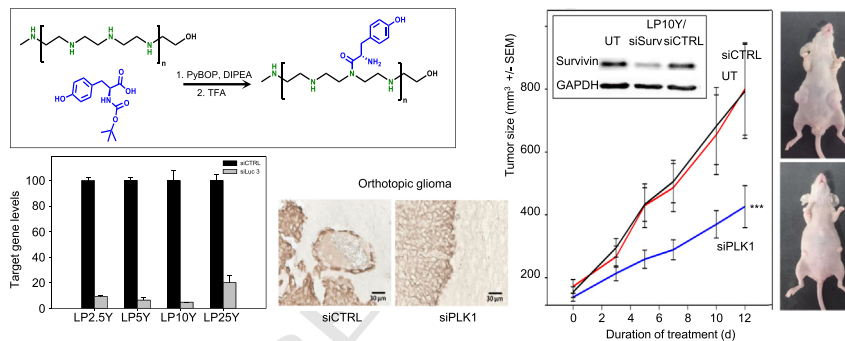 H
N
H
N
H
N
N
H
N
H
OH
n
HO
O
OH
HN
O
O
1. PyBOP, DIPEA
2. TFA
OH
O
NH2
N
H
N
H
N
N
H
OH
n
Target gene levels
100
80
60
40
20
0
siCTRL
siLuc 3
LP2.5Y LP5Y LP10Y LP25Y
Orthotopic glioma
30 µm
30 µm
siCTRL
siPLK1
Tumor size (mm3 +/- SEM)
800
600
400
200
LP10Y/
UT siSurv siCTRL
Survivin
GAPDH
siCTRL
UT
***
siPLK1
0 2 4 6 8 10 12
Duration of treatment (d)